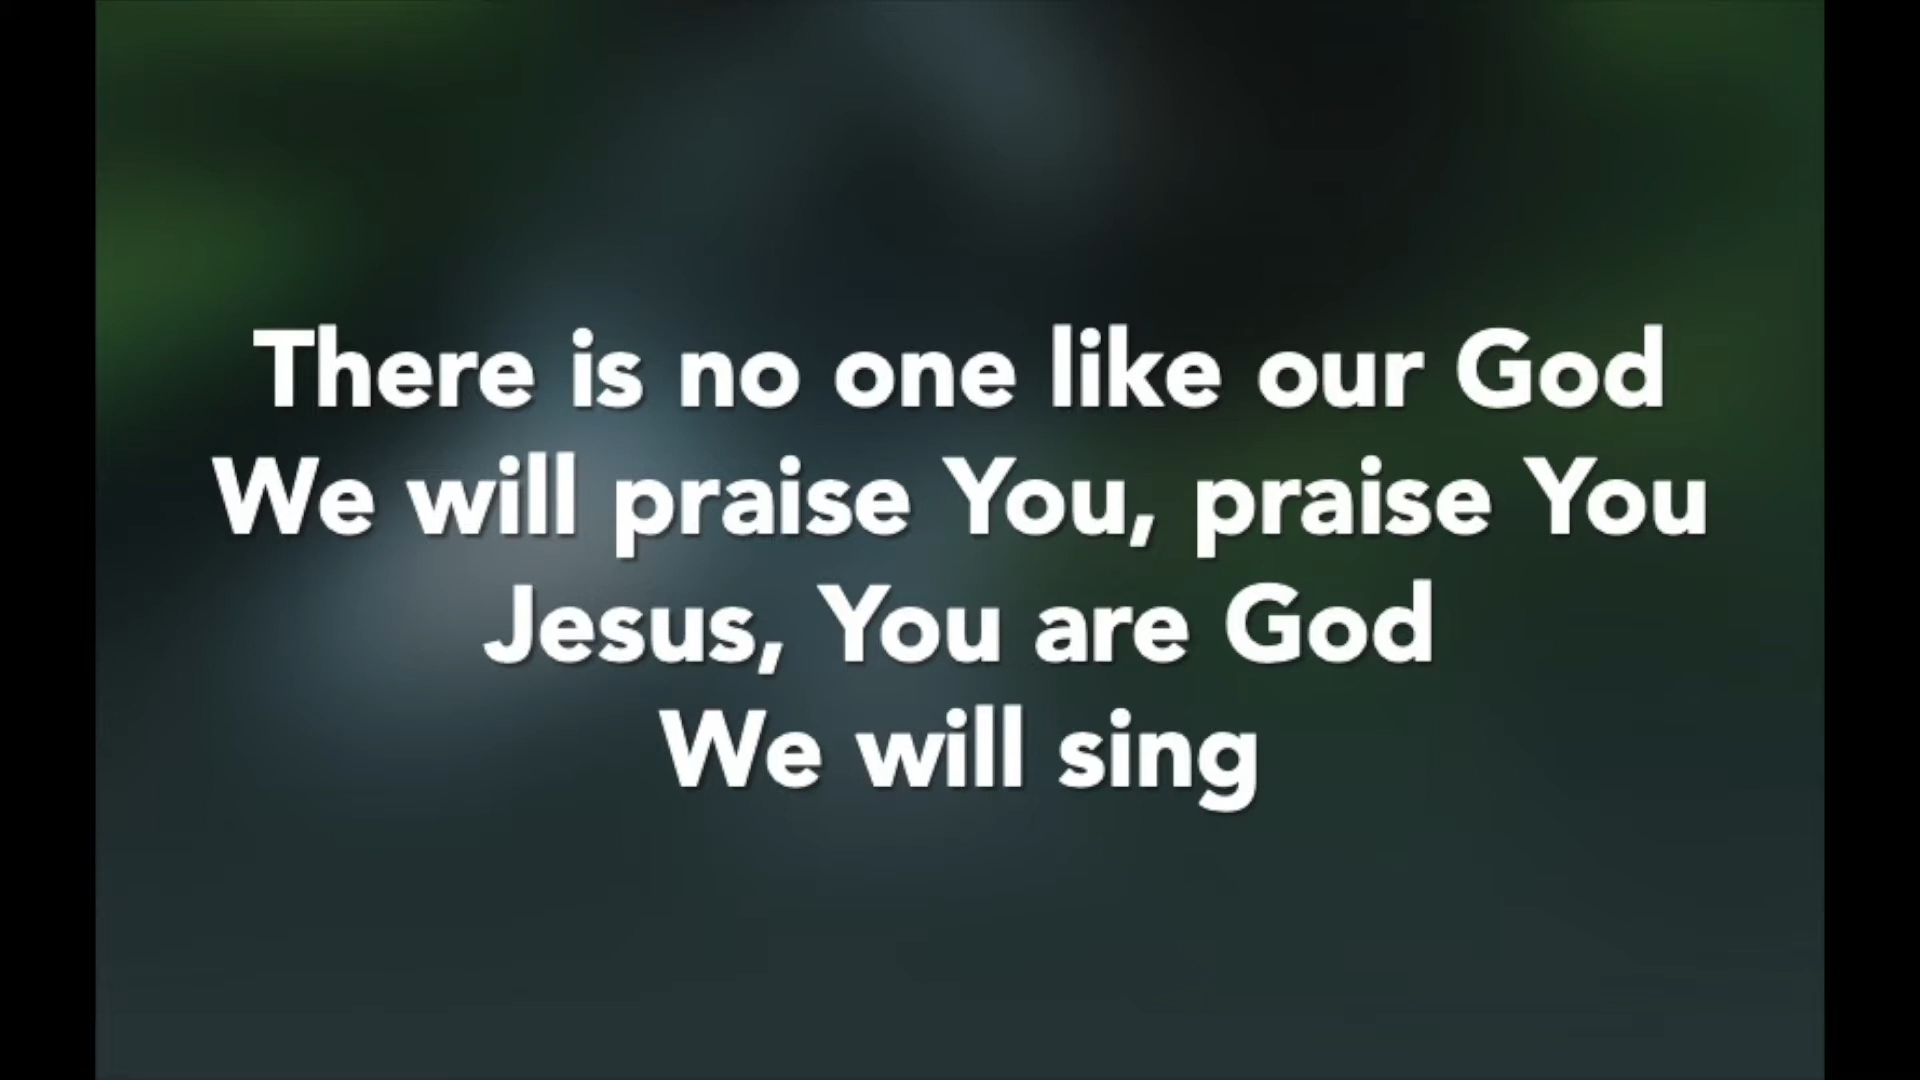 There is no one like our God
We will praise You, praise You
Jesus, You are God
We will sing